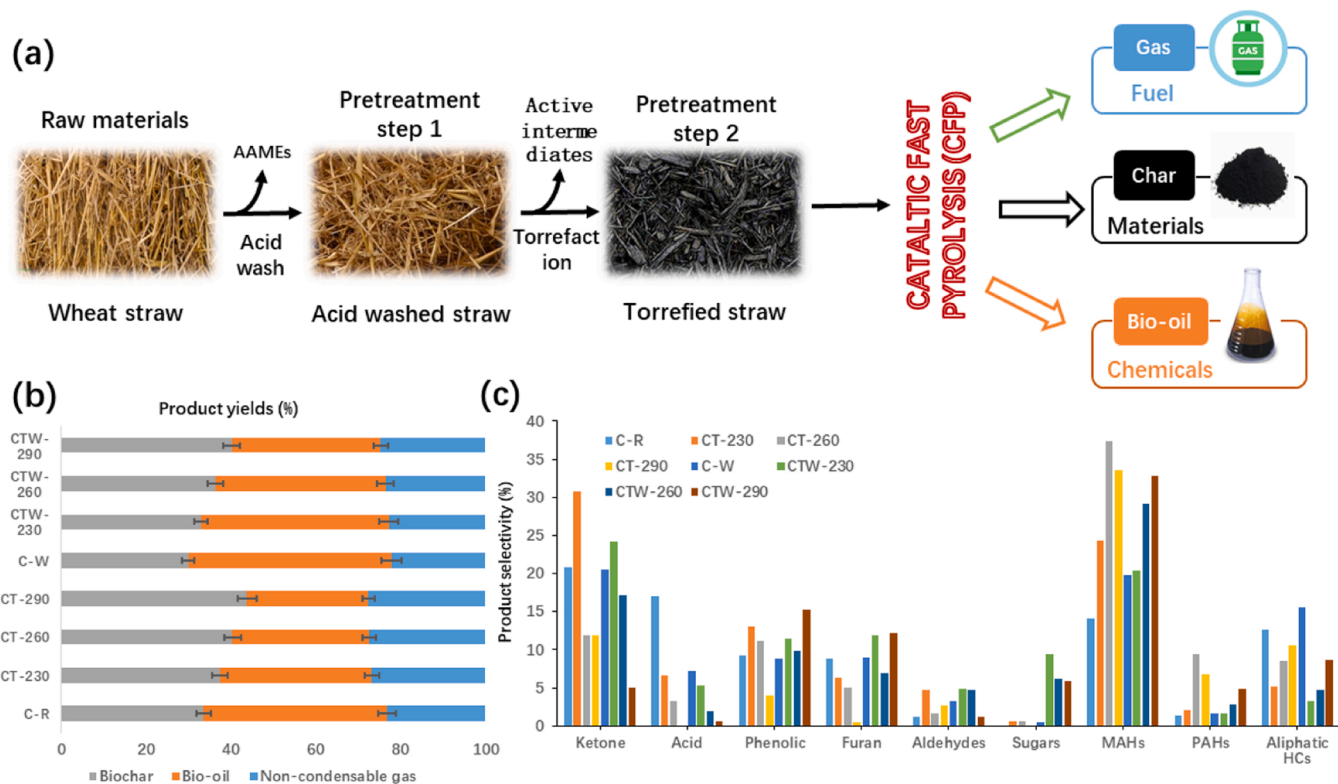 (a)
Raw materials
Wheat straw
AAMEs
Acid
wash
Pretreatment
step 1
Acid washed straw
Active
interme
diates
Torrefact
ion
Pretreatment
step 2
Torrefied straw
CATALTIC FAST
PYROLYSIS (CFP)
Gas
GAS
Fuel
Char
Materials
Bio-oil
Chemicals
(b)
Product yields (%)
CTW-
290
CTW-
260
CTW-
230
C-W
CT-290
CT-260
CT-230
C-R
0 20 40 60 80 100
Biochar Bio-oil Non-condensable gas
(c)
Product selectivity (%)
40
35
30
25
20
15
10
5
0
C-R CT-230 CT-260
CT-290 C-W CTW-230
CTW-260 CTW-290
Ketone Acid Phenolic Furan Aldehydes Sugars MAHs PAHs Aliphatic
HCs